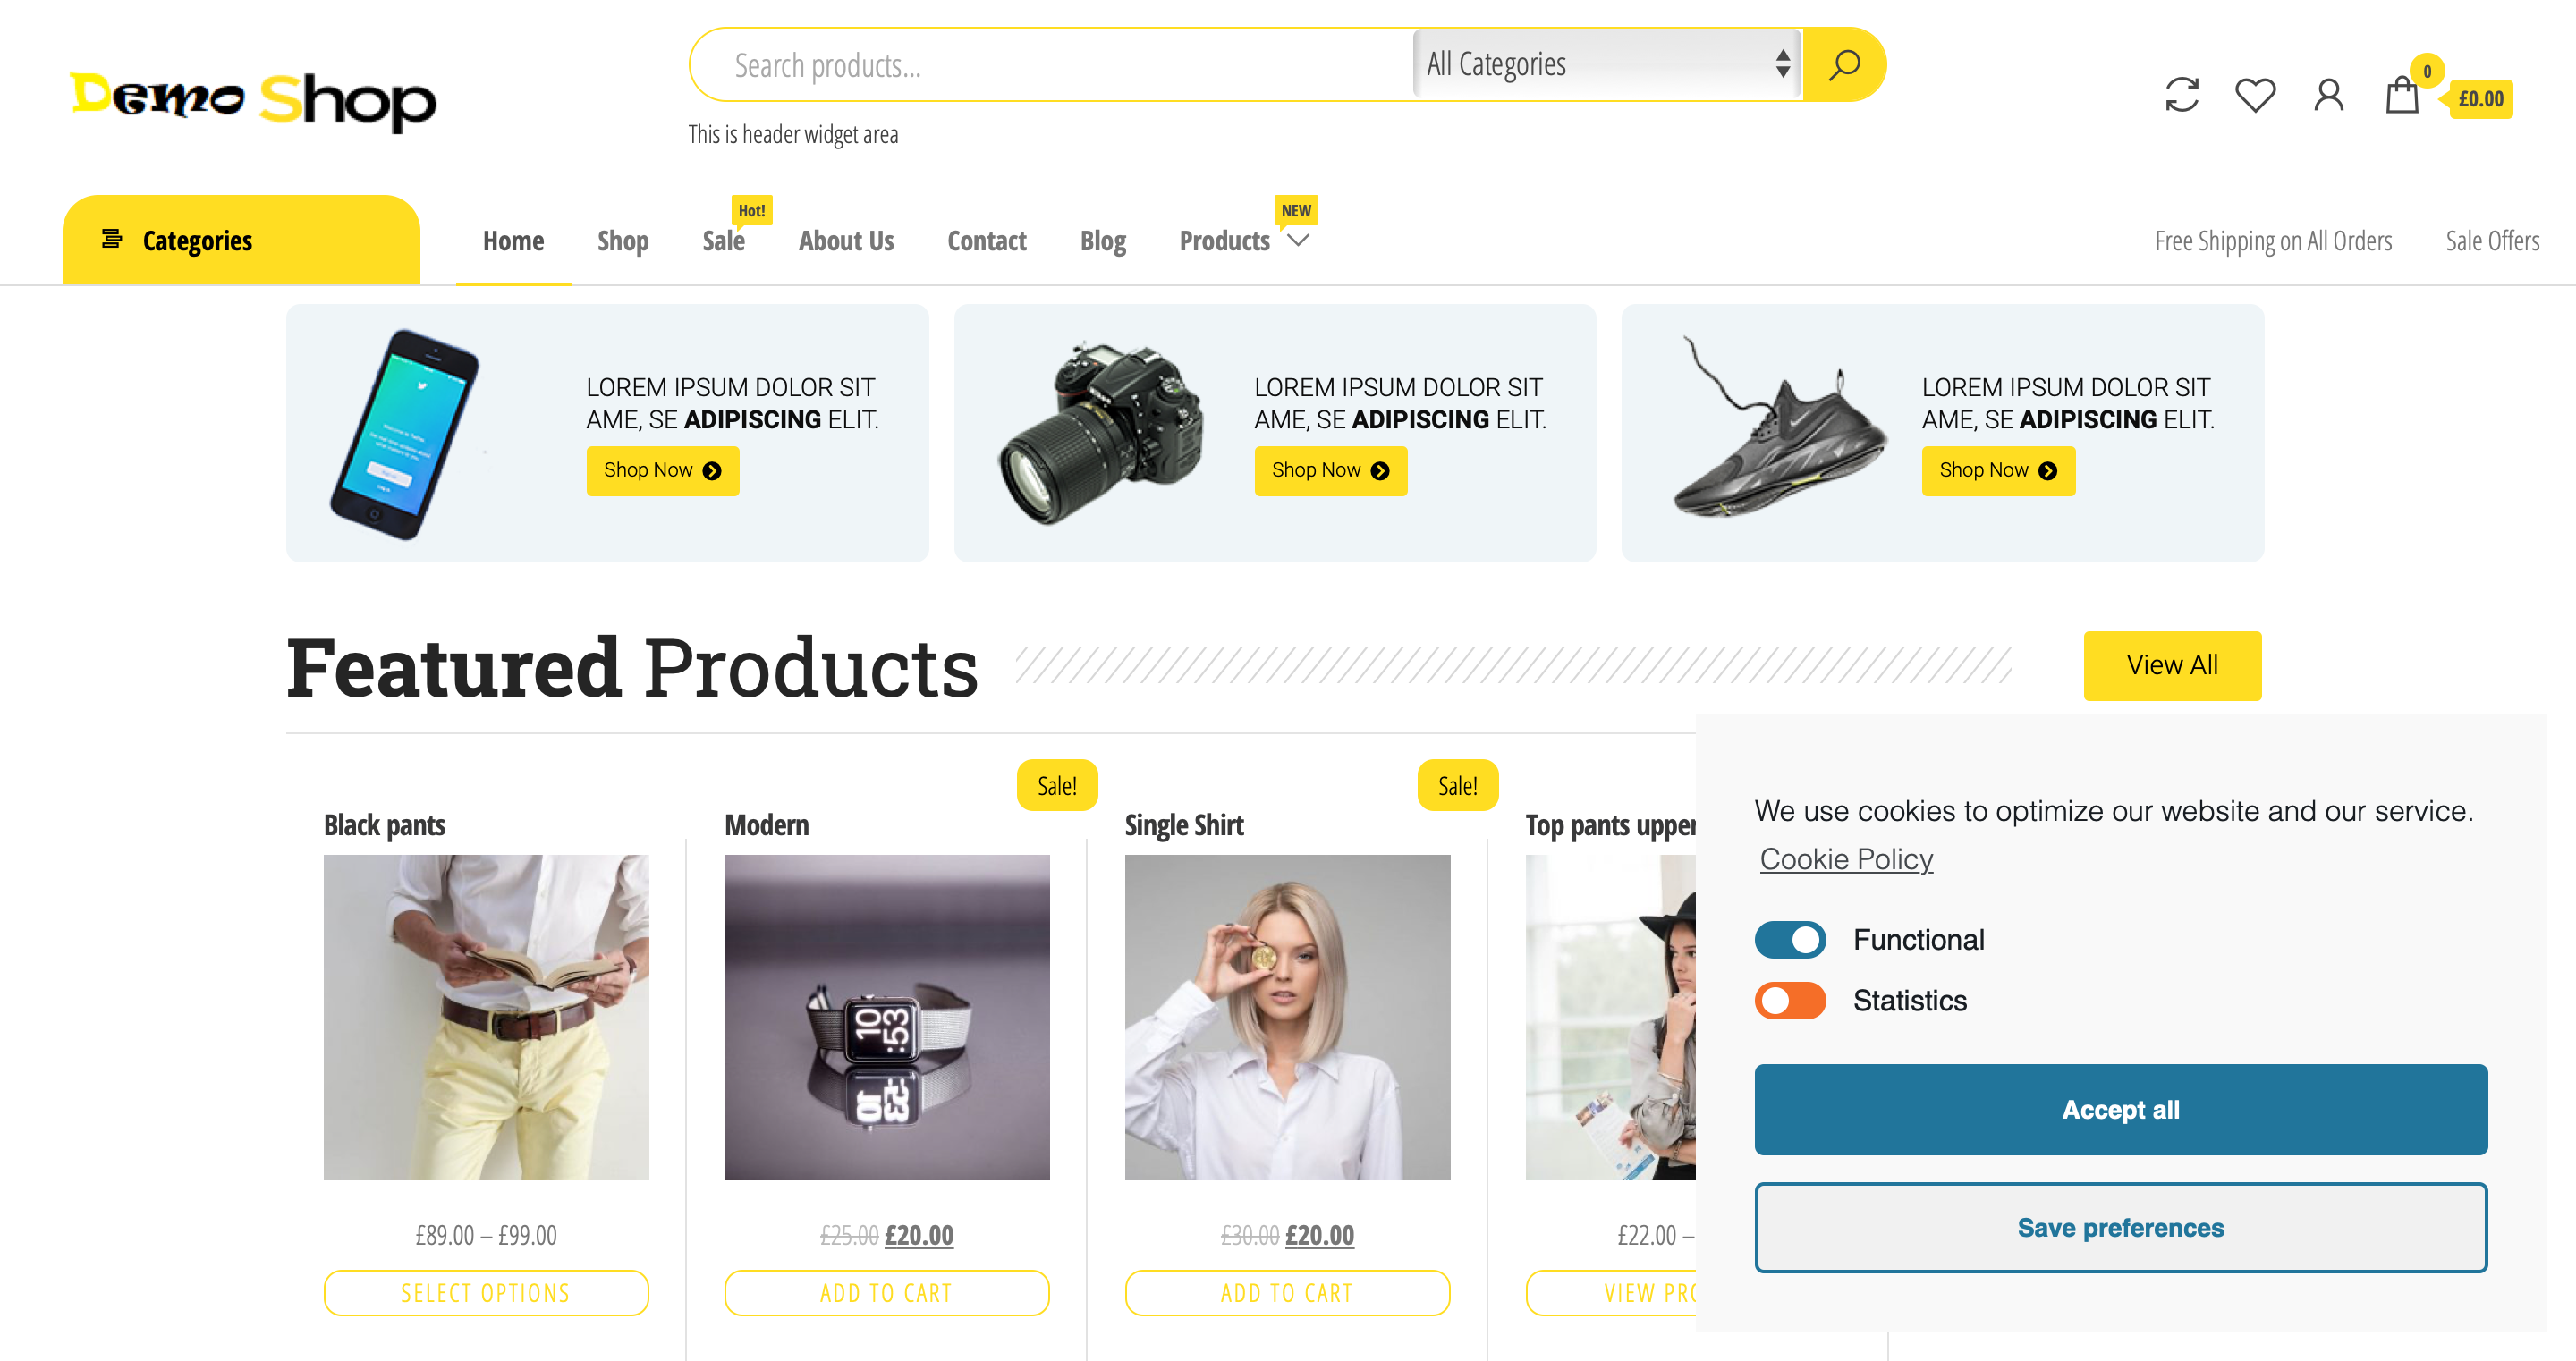 Demo Shop
Search products...
All Categories
0
£0.00
This is header widget area
Hot!
NEW
Categories
Home
Shop
Sale
About Us
Contact
Blog
Products
Free Shipping on All Orders
Sale Offers
LOREM IPSUM DOLOR SIT
AME, SE ADIPISCING ELIT.
Shop Now
LOREM IPSUM DOLOR SIT
AME, SE ADIPISCING ELIT.
Shop Now
LOREM IPSUM DOLOR SIT
AME, SE ADIPISCING ELIT.
Shop Now
Featured Products
View All
Black pants
£89.00 – £99.00
SELECT OPTIONS
Sale!
Modern
10
:53
£25.00 £20.00
ADD TO CART
Sale!
Single Shirt
£30.00 £20.00
ADD TO CART
Top pants upper
£22.00 –
VIEW PRO
We use cookies to optimize our website and our service.
Cookie Policy
Functional
Statistics
Accept all
Save preferences